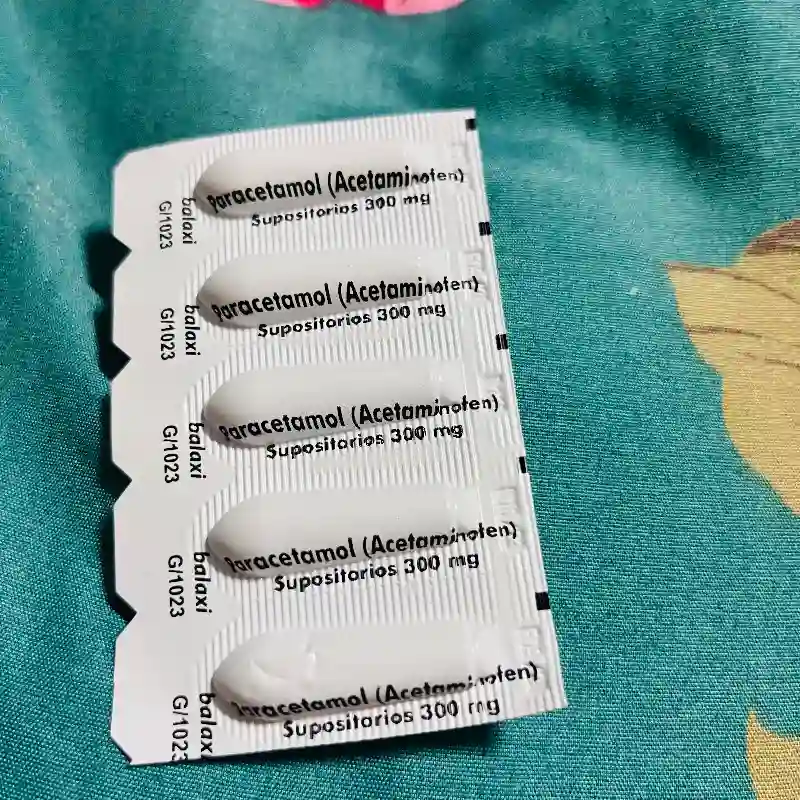 Paracetamol (Acetaminofen)
Supositorios 300 mg
balaxi
G/1023
Paracetamol (Acetaminofen)
Supositorios 300 mg
balaxi
G/1023
Paracetamol (Acetaminofen)
Supositorios 300 mg
balaxi
G/1023
Paracetamol (Acetaminofen)
Supositorios 300 mg
balaxi
G/1023
Paracetamol (Acetaminofen)
Supositorios 300 mg
balaxi
G/1023